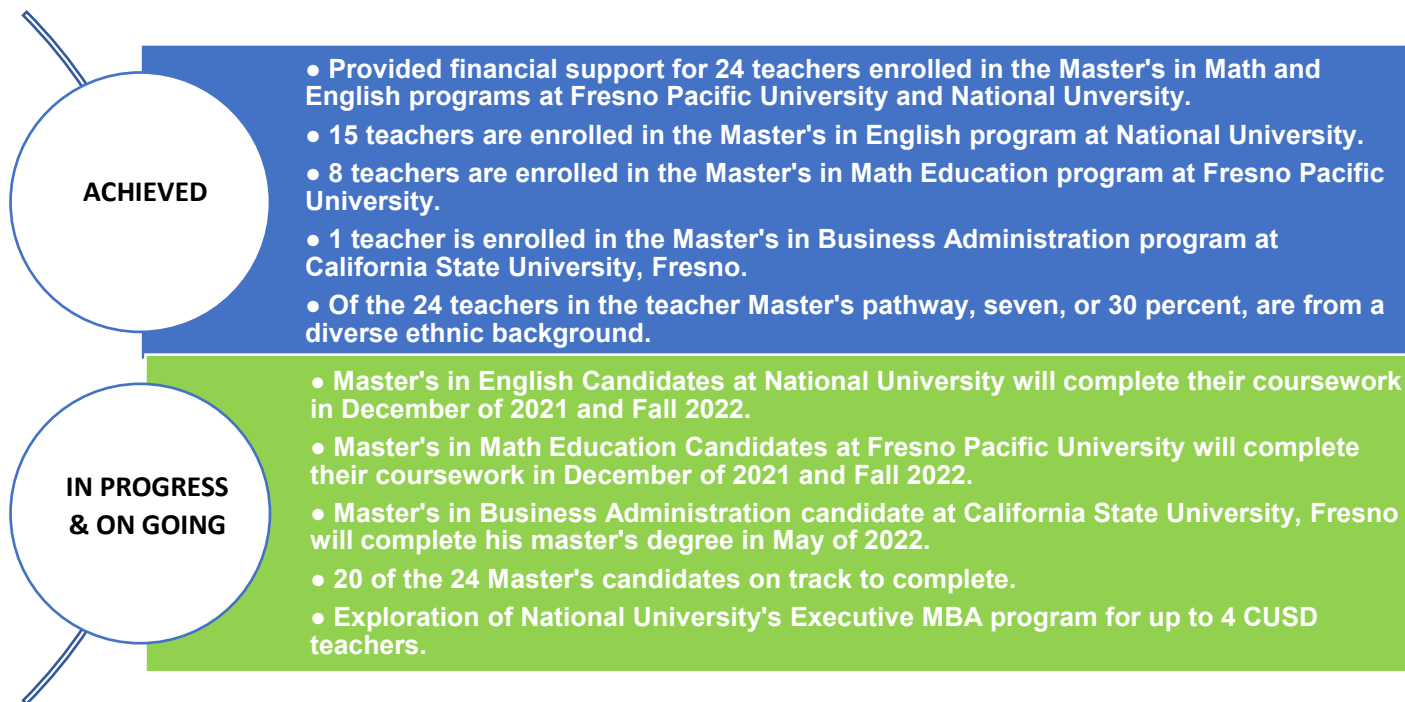 ACHIEVED
● Provided financial support for 24 teachers enrolled in the Master's in Math and
English programs at Fresno Pacific University and National Unversity.
● 15 teachers are enrolled in the Master's in English program at National University.
● 8 teachers are enrolled in the Master's in Math Education program at Fresno Pacific
University.
● 1 teacher is enrolled in the Master's in Business Administration program at
California State University, Fresno.
● Of the 24 teachers in the teacher Master's pathway, seven, or 30 percent, are from a
diverse ethnic background.
IN PROGRESS
& ON GOING
● Master's in English Candidates at National University will complete their coursework
in December of 2021 and Fall 2022.
● Master's in Math Education Candidates at Fresno Pacific University will complete
their coursework in December of 2021 and Fall 2022.
● Master's in Business Administration candidate at California State University, Fresno
will complete his master's degree in May of 2022.
● 20 of the 24 Master's candidates on track to complete.
● Exploration of National University's Executive MBA program for up to 4 CUSD
teachers.